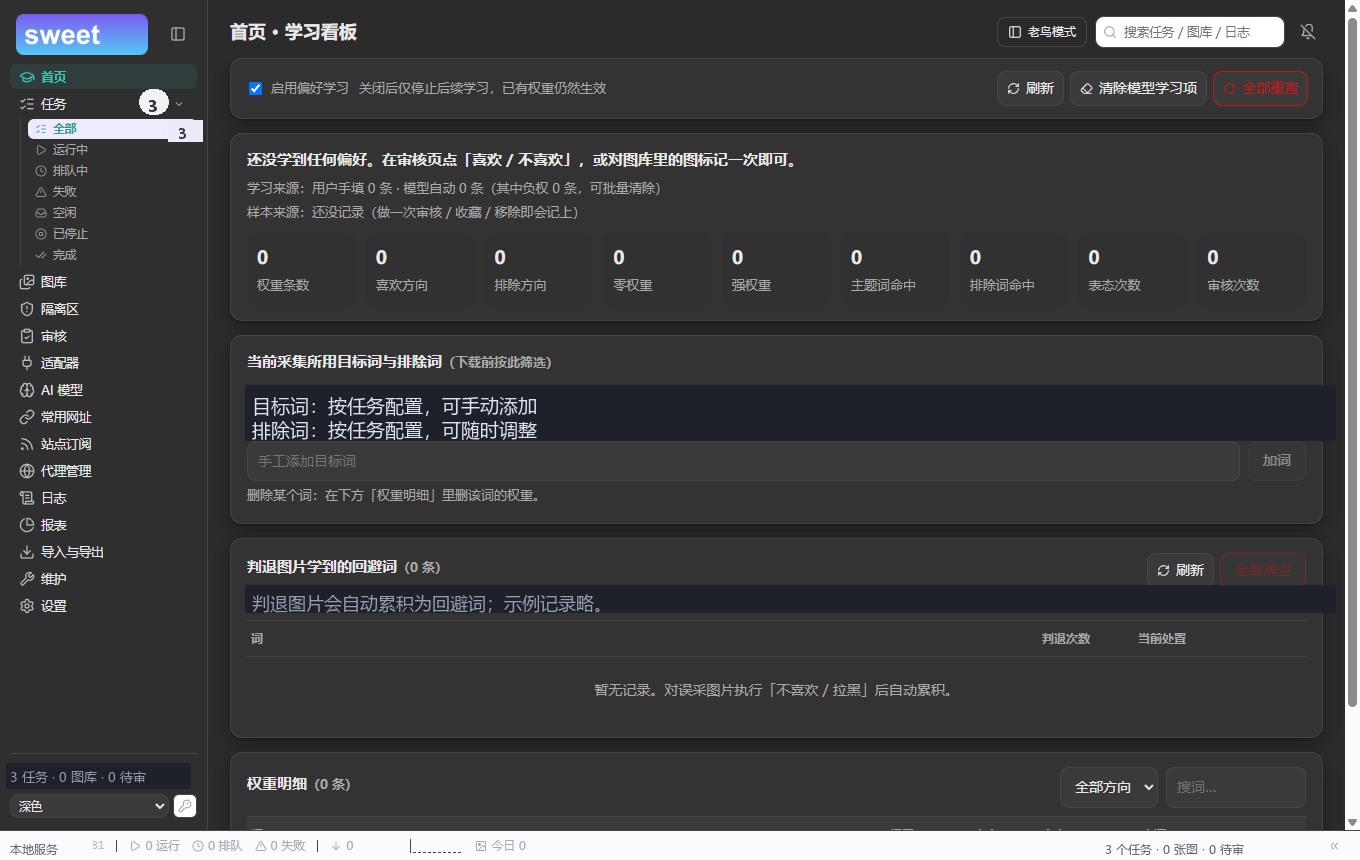 sweet
首页 • 学习看板
老鸟模式
搜索任务 / 图库 / 日志
首页
任务
3
全部
3
运行中
排队中
失败
空闲
已停止
完成
图库
隔离区
审核
适配器
AI 模型
常用网址
站点订阅
代理管理
日志
报表
导入与导出
维护
设置
3 任务 · 0 图库 · 0 待审
深色
启用偏好学习 关闭后仅停止后续学习，已有权重仍然生效
刷新
清除模型学习项
全部重置
还没学到任何偏好。在审核页点「喜欢 / 不喜欢」，或对图库里的图标记一次即可。
学习来源：用户手填 0 条 · 模型自动 0 条（其中负权 0 条，可批量清除）
样本来源：还没记录（做一次审核 / 收藏 / 移除即会记上）
0 0 0 0 0 0 0 0 0
权重条数 喜欢方向 排除方向 零权重 强权重 主题词命中 排除词命中 表态次数 审核次数
当前采集所用目标词与排除词（下载前按此筛选）
目标词：按任务配置，可手动添加
排除词：按任务配置，可随时调整
手工添加目标词
加词
删除某个词：在下方「权重明细」里删该词的权重。
判退图片学到的回避词（0 条）
刷新
全部清空
判退图片会自动累积为回避词；示例记录略。
词 判退次数 当前处置
暂无记录。对误采图片执行「不喜欢 / 拉黑」后自动累积。
权重明细（0 条）
全部方向
搜词...
本地服务
0 运行
0 排队
0 失败
0
今日 0
3 个任务 · 0 张图 · 0 待审